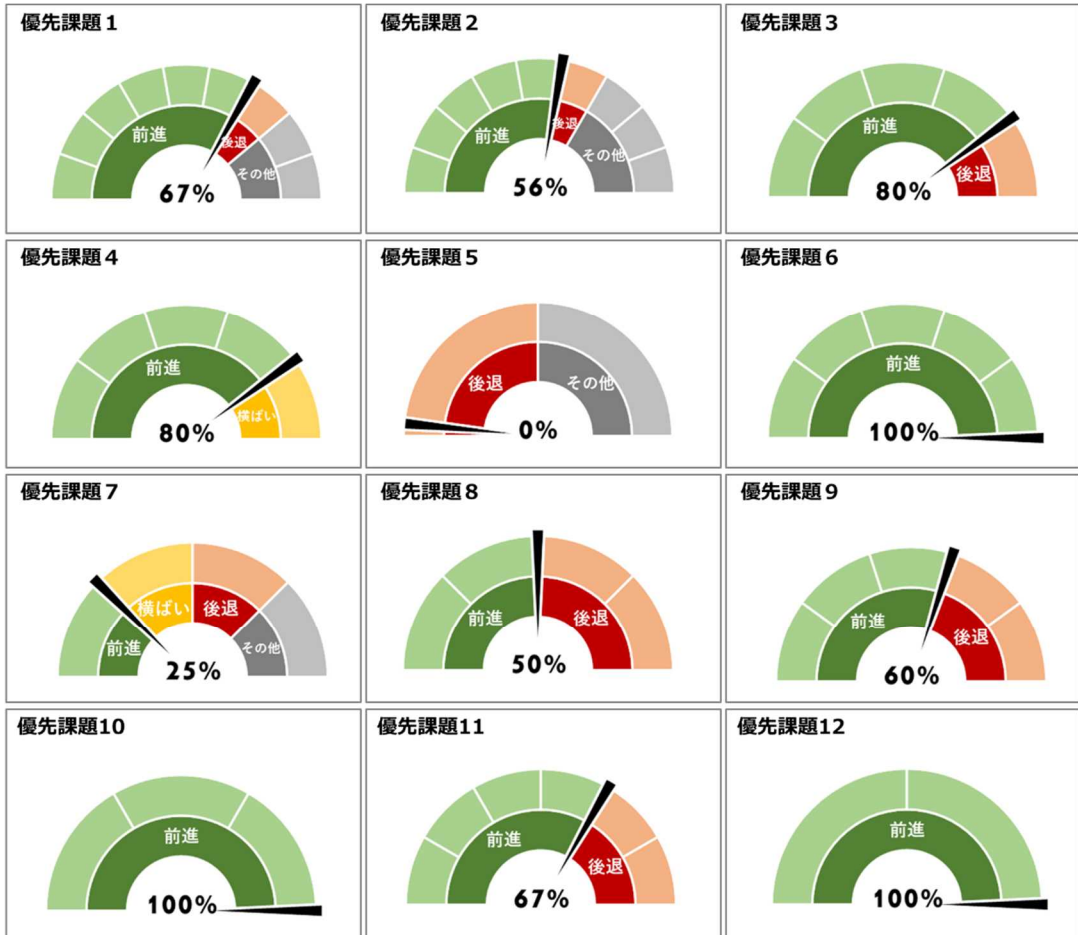 優先課題1
前進
後退
その他
67%
優先課題2
前進
後退
その他
56%
優先課題3
前進
後退
80%
優先課題4
前進
横ばい
80%
優先課題5
後退
その他
0%
優先課題6
前進
100%
優先課題7
横ばい
後退
前進
その他
25%
優先課題8
前進
後退
50%
優先課題9
前進
後退
60%
優先課題10
前進
100%
優先課題11
前進
後退
67%
優先課題12
前進
100%